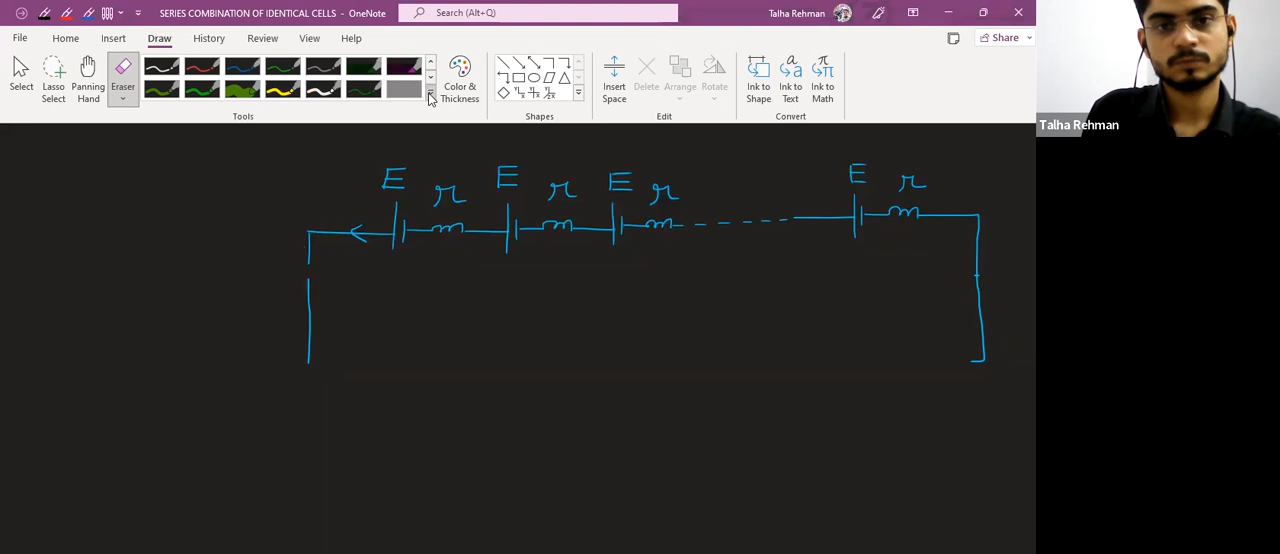 SERIES COMBINATION OF IDENTICAL CELLS - OneNote
Search (Alt+Q)
Talha Rehman
File Home Insert Draw History Review View Help
Share
Select
Lasso Select
Panning Hand
Eraser
Color & Thickness
Insert Space
Delete
Arrange
Rotate
Ink to Shape
Ink to Text
Ink to Math
Tools
Shapes
Edit
Convert
Talha Rehman
E r E r E r E r